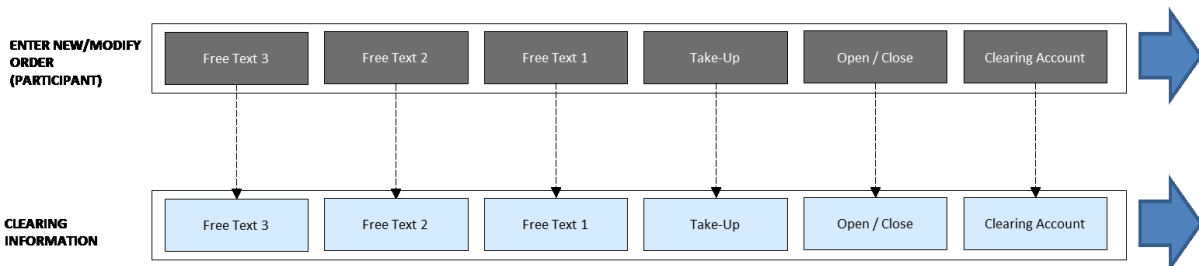 ENTER NEW/MODIFY
ORDER
(PARTICIPANT)
Free Text 3
Free Text 2
Free Text 1
Take-Up
Open / Close
Clearing Account
CLEARING
INFORMATION
Free Text 3
Free Text 2
Free Text 1
Take-Up
Open / Close
Clearing Account